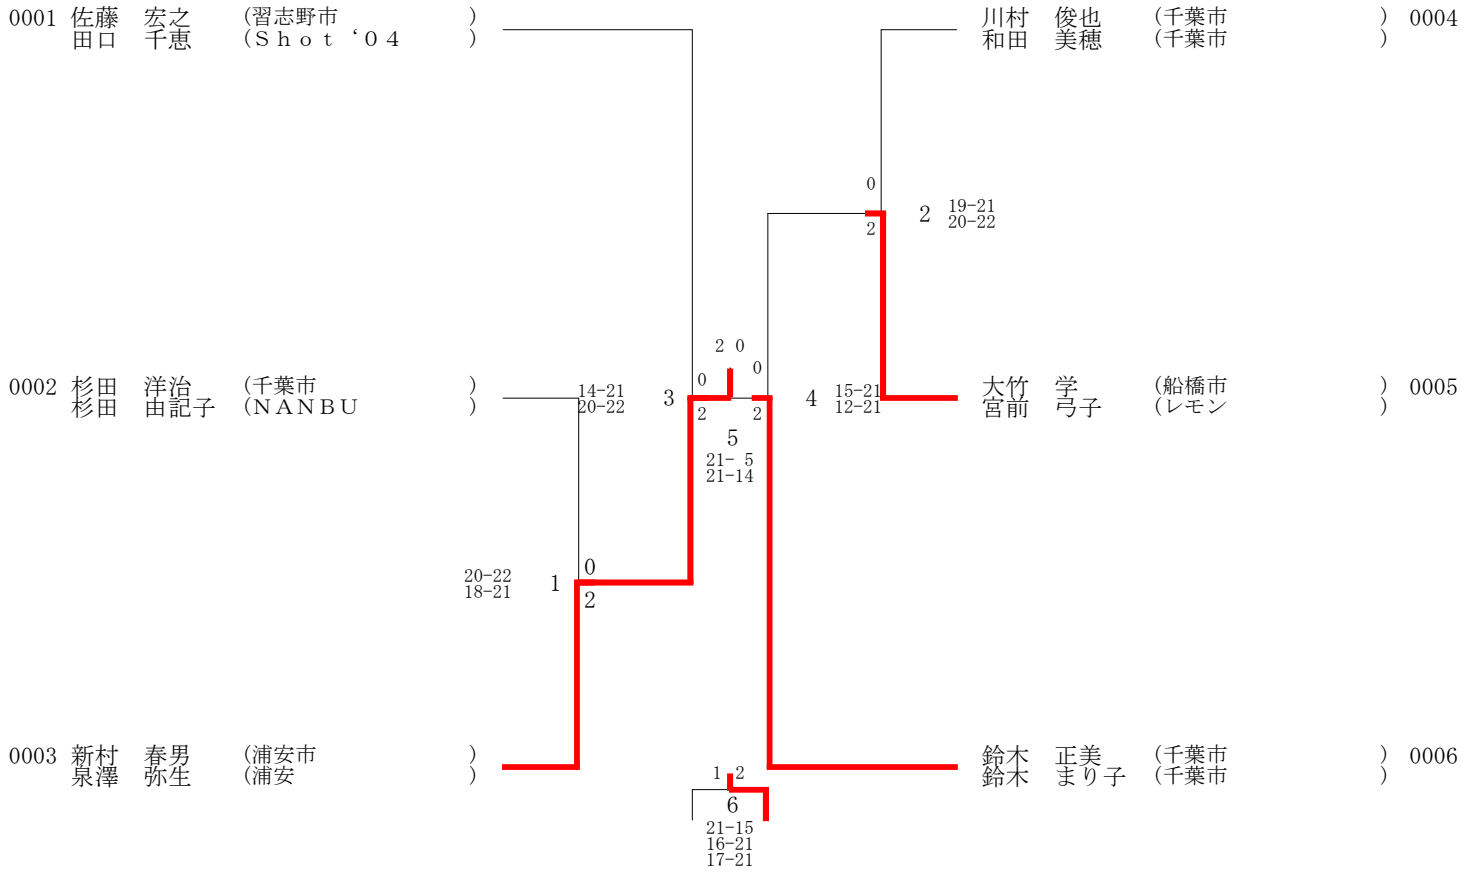 0001 佐藤　宏之　　(習志野市　　　　　　)
田口　千恵　　(Ｓｈｏｔ‘０４　　　)
川村　俊也　　(千葉市　　　　　　) 0004
和田　美穂　　(千葉市　　　　　　)
0
2
2
19-21
20-22
2 0
0002 杉田　洋治　　(千葉市　　　　　　)
杉田　由記子　(ＮＡＮＢＵ　　　　)
14-21
20-22
3
0
2
0
2
4
15-21
12-21
大竹　学　　　(船橋市　　　　　　) 0005
宮前　弓子　　(レモン　　　　　　)
5
21- 5
21-14
20-22
18-21
1
0
2
0003 新村　春男　　(浦安市　　　　　　)
泉澤　弥生　　(浦安　　　　　　　)
鈴木　正美　　(千葉市　　　　　　) 0006
鈴木　まり子　(千葉市　　　　　　)
1 2
6
21-15
16-21
17-21